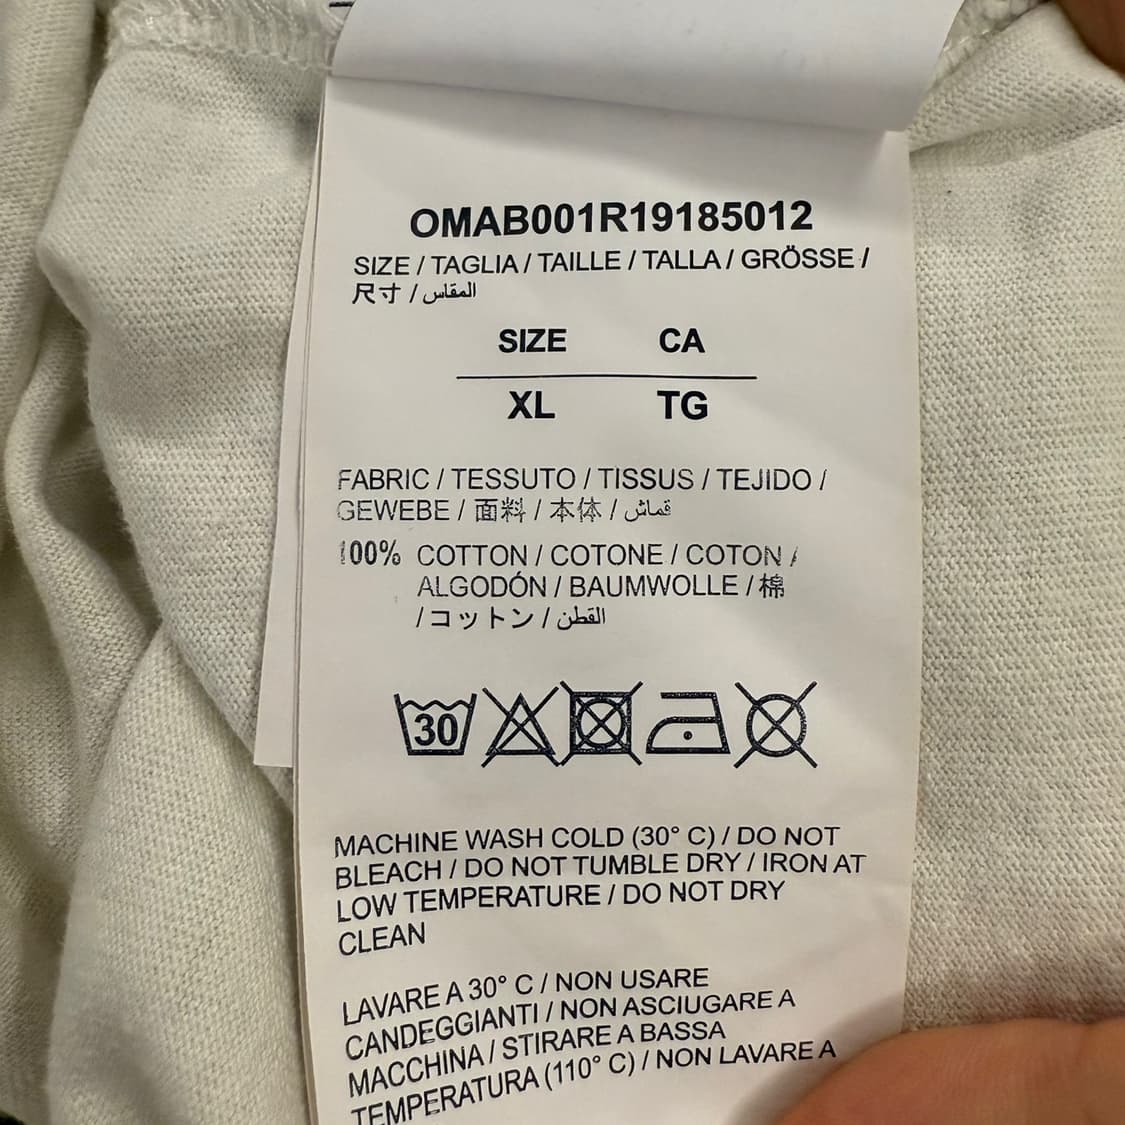 OMAB001R19185012
SIZE / TAGLIA / TAILLE / TALLA / GRÖSSE /
尺寸 / المقاس
SIZE CA
XL TG
FABRIC / TESSUTO / TISSUS / TEJIDO /
GEWEBE / 面料 / 本体 / قماش
100% COTTON / COTONE / COTON /
ALGODÓN / BAUMWOLLE / 棉
/ コットン / القطن
30
MACHINE WASH COLD (30° C) / DO NOT
BLEACH / DO NOT TUMBLE DRY / IRON AT
LOW TEMPERATURE / DO NOT DRY
CLEAN
LAVARE A 30° C / NON USARE
CANDEGGIANTI / NON ASCIUGARE A
MACCHINA / STIRARE A BASSA
TEMPERATURA (110° C) / NON LAVARE A